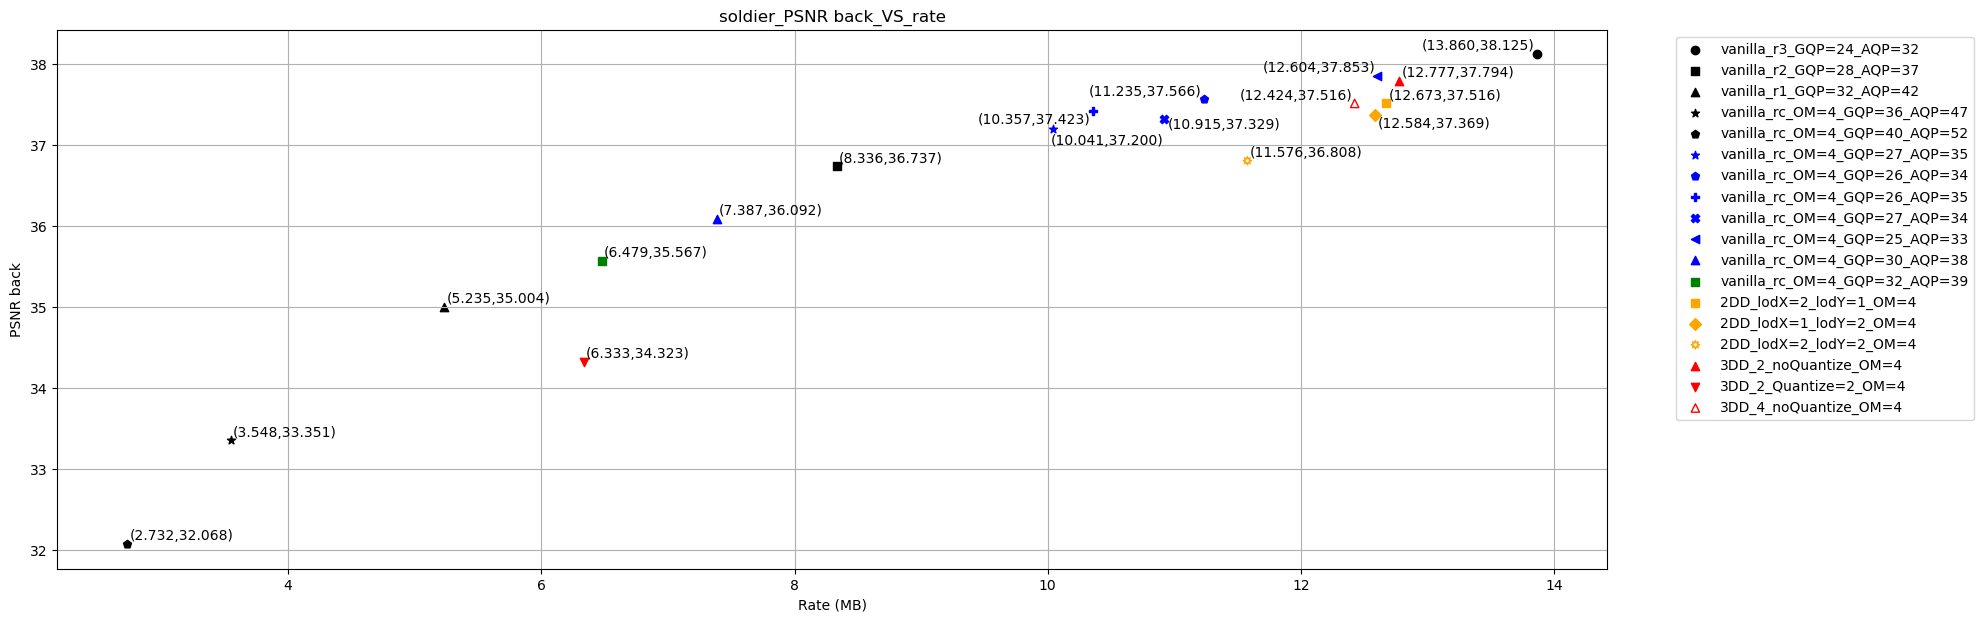 soldier_PSNR back_VS_rate
PSNR back
38
37
36
35
34
33
32
4
6
8
10
12
14
Rate (MB)
(13.860,38.125)
(12.604,37.853)
(12.777,37.794)
(11.235,37.566)
(12.424,37.516)
(12.673,37.516)
(10.357,37.423)
(10.915,37.329)
(12.584,37.369)
(10.041,37.200)
(8.336,36.737)
(11.576,36.808)
(7.387,36.092)
(6.479,35.567)
(5.235,35.004)
(6.333,34.323)
(3.548,33.351)
(2.732,32.068)
vanilla_r3_GQP=24_AQP=32
vanilla_r2_GQP=28_AQP=37
vanilla_r1_GQP=32_AQP=42
vanilla_rc_OM=4_GQP=36_AQP=47
vanilla_rc_OM=4_GQP=40_AQP=52
vanilla_rc_OM=4_GQP=27_AQP=35
vanilla_rc_OM=4_GQP=26_AQP=34
vanilla_rc_OM=4_GQP=26_AQP=35
vanilla_rc_OM=4_GQP=27_AQP=34
vanilla_rc_OM=4_GQP=25_AQP=33
vanilla_rc_OM=4_GQP=30_AQP=38
vanilla_rc_OM=4_GQP=32_AQP=39
2DD_lodX=2_lodY=1_OM=4
2DD_lodX=1_lodY=2_OM=4
2DD_lodX=2_lodY=2_OM=4
3DD_2_noQuantize_OM=4
3DD_2_Quantize=2_OM=4
3DD_4_noQuantize_OM=4